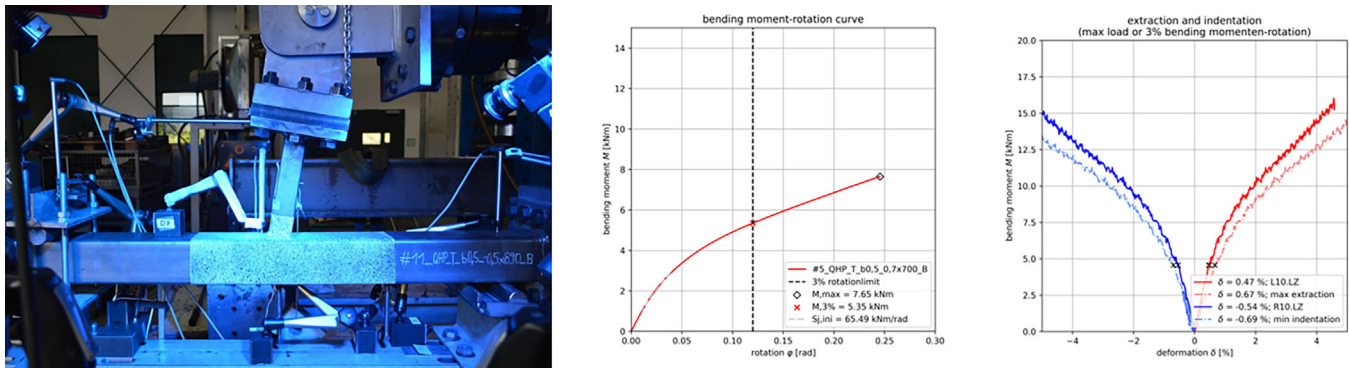 #11_QHP_T_b0,5_0,5x890_B
bending moment-rotation curve
bending moment M [kNm]
14
12
10
8
6
4
2
0
0.00 0.05 0.10 0.15 0.20 0.25 0.30
rotation φ [rad]
#5_QHP_T_b0,5_0,7x700_B
3% rotationlimit
M,max = 7.65 kNm
M,3% = 5.35 kNm
Sj,ini = 65.49 kNm/rad
extraction and indentation
(max load or 3% bending momenten-rotation)
bending moment M [kNm]
20.0
17.5
15.0
12.5
10.0
7.5
5.0
2.5
0.0
−4 −2 0 2 4
deformation δ [%]
δ = 0.47 %; L10.LZ
δ = 0.67 %; max extraction
δ = -0.54 %; R10.LZ
δ = -0.69 %; min indentation